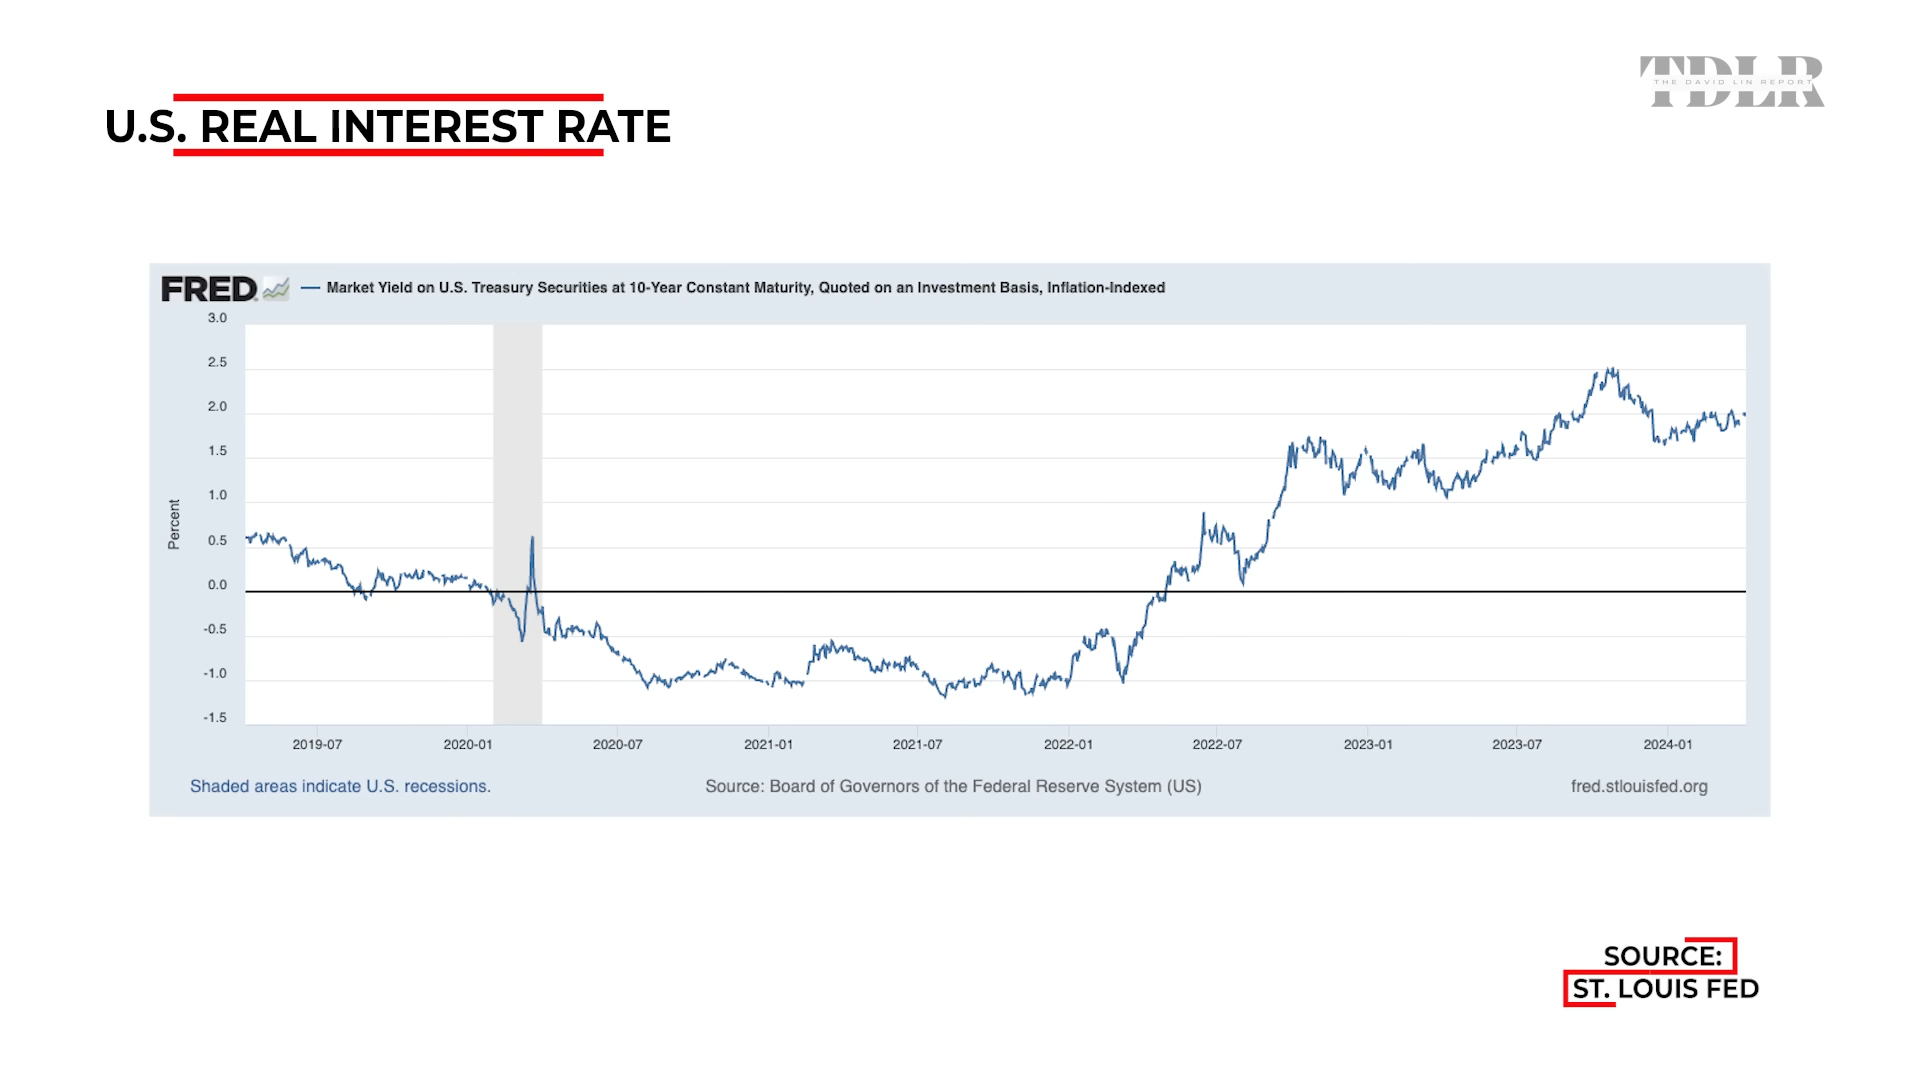 TDLR
THE DAVID LIN REPORT
U.S. REAL INTEREST RATE
FRED
Market Yield on U.S. Treasury Securities at 10-Year Constant Maturity, Quoted on an Investment Basis, Inflation-Indexed
3.0
2.5
2.0
1.5
1.0
0.5
0.0
-0.5
-1.0
-1.5
Percent
2019-07 2020-01 2020-07 2021-01 2021-07 2022-01 2022-07 2023-01 2023-07 2024-01
Shaded areas indicate U.S. recessions. Source: Board of Governors of the Federal Reserve System (US) fred.stlouisfed.org
SOURCE:
ST. LOUIS FED